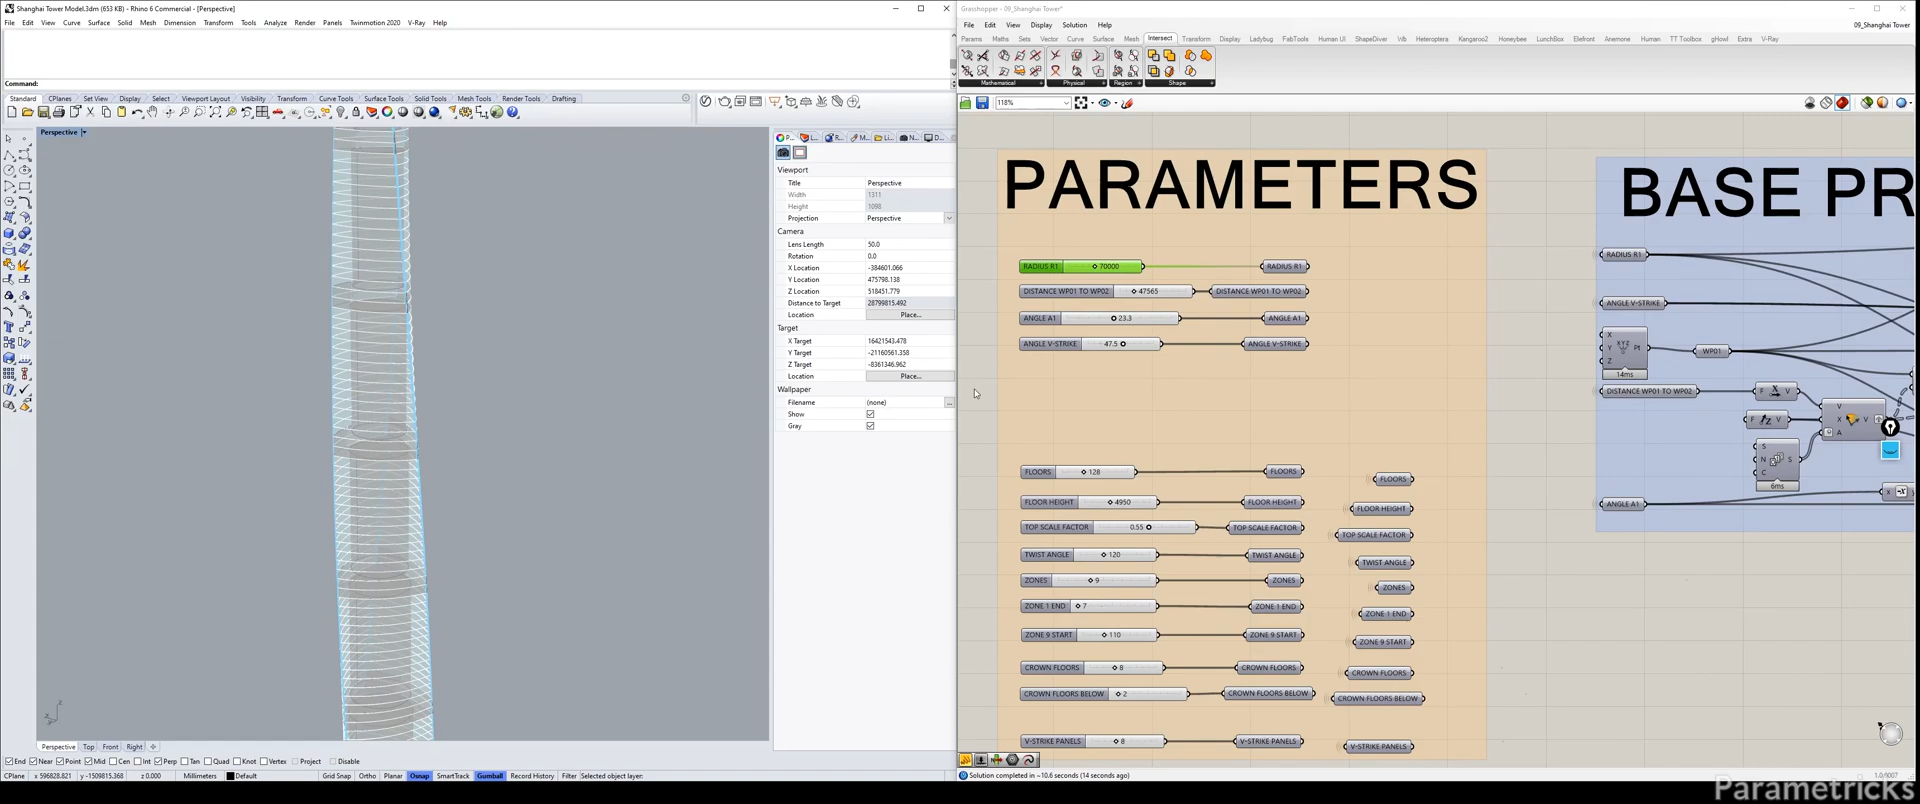 Shanghai Tower Model.3dm (653 KB) - Rhino 6 Commercial - [Perspective]
File Edit View Curve Surface Solid Mesh Dimension Transform Tools Analyze Render Panels Twinmotion 2020 V-Ray Help
Command:
Standard CPlanes Set View Display Select Viewport Layout Visibility Transform Curve Tools Surface Tools Solid Tools Mesh Tools Render Tools Drafting
Perspective
Viewport
Title Perspective
Width 1311
Height 1098
Projection Perspective
Camera
Lens Length 50.0
Rotation 0.0
X Location -384601.066
Y Location 475798.138
Z Location 518451.779
Distance to Target 28799815.492
Location Place...
Target
X Target 16421543.478
Y Target -21160561.358
Z Target -8361346.962
Location Place...
Wallpaper
Filename (none) ...
Show
Gray
Perspective Top Front Right
End Near Point Mid Cen Int Perp Tan Quad Knot Vertex Project Disable
CPlane x 596828.821 y -1509815.368 z 0.000 Millimeters Default Grid Snap Ortho Planar Osnap SmartTrack Gumball Record History Filter Selected object layer:
Grasshopper - 09_Shanghai Tower*
File Edit View Display Solution Help
09_Shanghai Tower
Params Maths Sets Vector Curve Surface Mesh Intersect Transform Display Ladybug FabTools Human UI ShapeDiver Wb Heteroptera Kangaroo2 Honeybee LunchBox Elefront Anemone Human TT Toolbox gHowl Extra V-Ray
Mathematical Physical Region Shape
118%
PARAMETERS
RADIUS R1 70000 RADIUS R1
DISTANCE WP01 TO WP02 47565 DISTANCE WP01 TO WP02
ANGLE A1 23.3 ANGLE A1
ANGLE V-STRIKE 47.5 ANGLE V-STRIKE
FLOORS 128 FLOORS FLOORS
FLOOR HEIGHT 4950 FLOOR HEIGHT FLOOR HEIGHT
TOP SCALE FACTOR 0.55 TOP SCALE FACTOR TOP SCALE FACTOR
TWIST ANGLE 120 TWIST ANGLE TWIST ANGLE
ZONES 9 ZONES ZONES
ZONE 1 END 7 ZONE 1 END ZONE 1 END
ZONE 9 START 110 ZONE 9 START ZONE 9 START
CROWN FLOORS 8 CROWN FLOORS CROWN FLOORS
CROWN FLOORS BELOW 2 CROWN FLOORS BELOW CROWN FLOORS BELOW
V-STRIKE PANELS 8 V-STRIKE PANELS V-STRIKE PANELS
BASE PR
RADIUS R1
ANGLE V-STRIKE
X Y Z XYZ Pt
14ms
WP01
DISTANCE WP01 TO WP02
F X V
F Z V
V X A V
S N C S
6ms
ANGLE A1
x -x
Solution completed in ~10.6 seconds (14 seconds ago)
1.0.0007
Parametricks